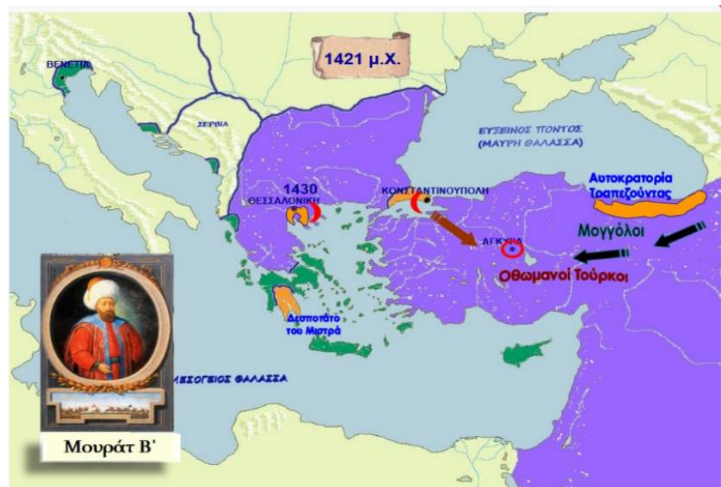 1421 μ.Χ.
ΒΕΝΕΤΙΑ
ΣΕΡΒΙΑ
ΕΥΞΕΙΝΟΣ ΠΟΝΤΟΣ
(ΜΑΥΡΗ ΘΑΛΑΣΣΑ)
1430
ΘΕΣΣΑΛΟΝΙΚΗ
ΚΩΝΣΤΑΝΤΙΝΟΥΠΟΛΗ
Αυτοκρατορία
Τραπεζούντας
Μογγόλοι
ΑΓΚΥΡΑ
Οθωμανοί Τούρκοι
Δεσποτάτο
του Μιστρά
ΜΕΣΟΓΕΙΟΣ ΘΑΛΑΣΣΑ
Μουράτ Β'